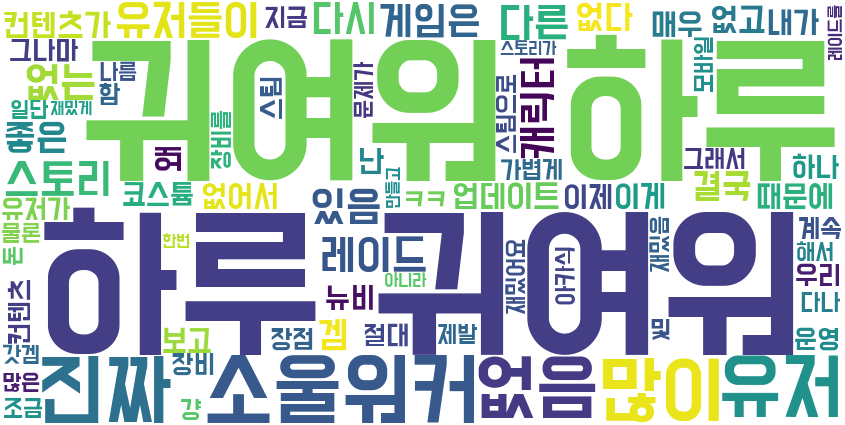 컨텐츠가 유저들이 지금 다시 게임은 다른 없다 매우 없고 내가 레이드를
그나마 나름 스토리가 모바일
없는 귀여워 하루
함 스팀 문제가 스팀으로 캐릭터
일단 재밌게
좋은 왜 장비를 난 가볍게 그래서 하나
스토리 코스튬 없어서 있음 만들고 ㅋㅋ 업데이트 이제 이게 결국 때문에
유저가
물론 한번 하루 귀여워 계속
돈 레이드 아니라 재밌어요 아카식 재밌음 해서
컨텐츠 뉴비 우리
다나
보고 장점 겜 절대 제발 및 운영
갓겜 장비
많은 진짜 소울워커 없음 많이 유저
조금 걍